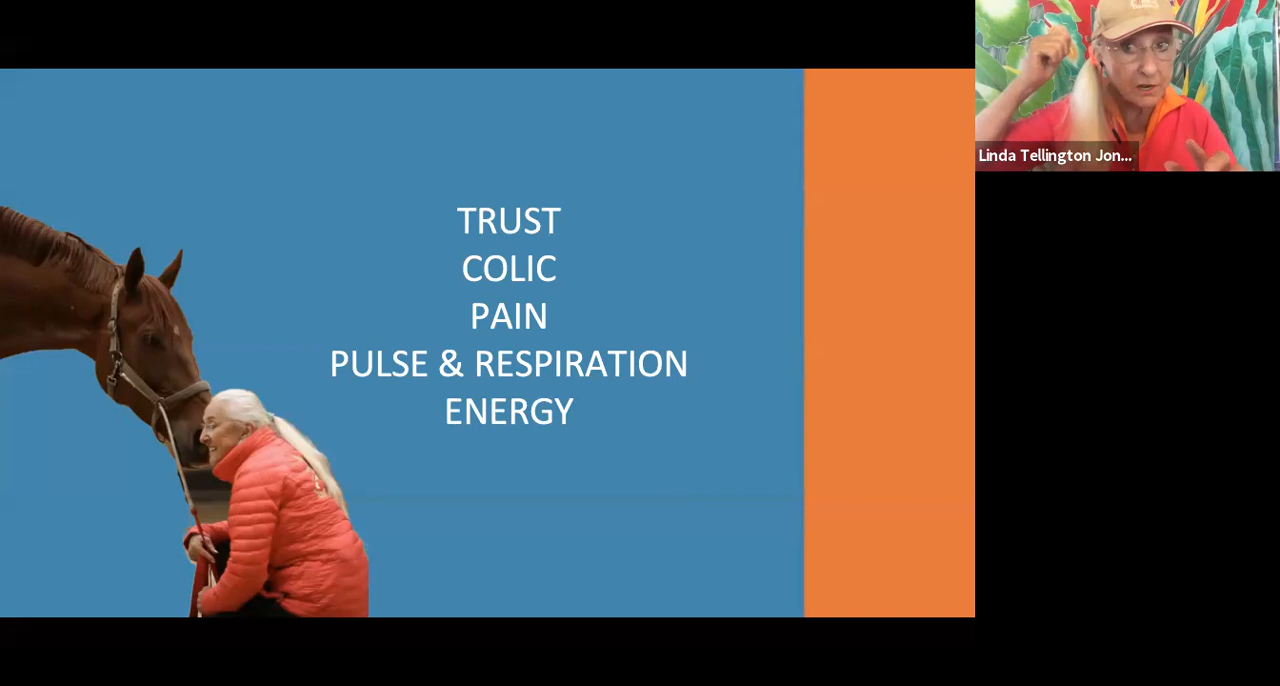 TRUST
COLIC
PAIN
PULSE & RESPIRATION
ENERGY
Linda Tellington Jon...